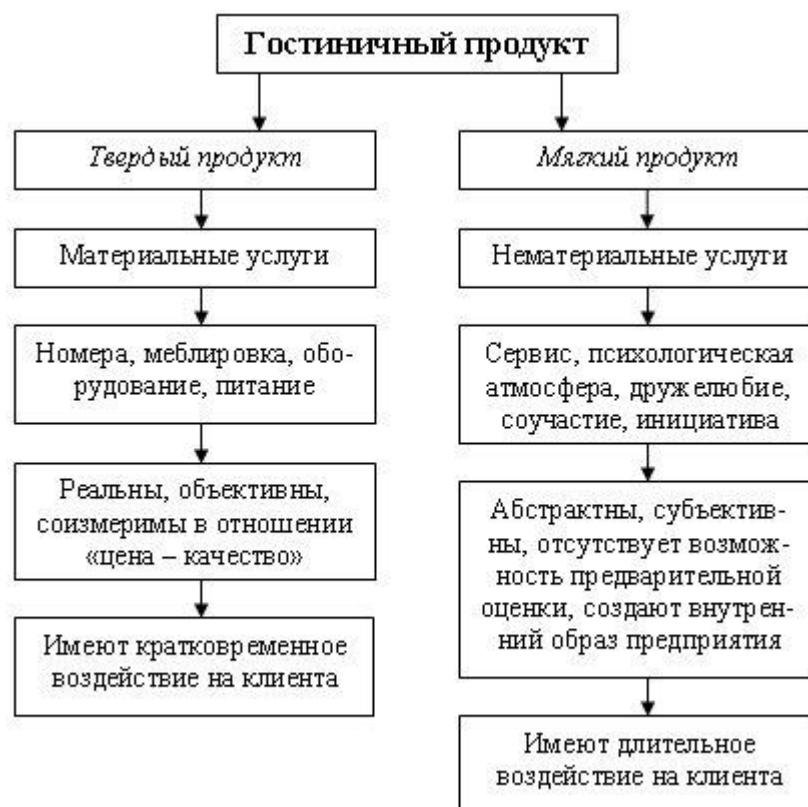 Гостиничный продукт
Твердый продукт
Материальные услуги
Номера, меблировка, обо-
рудование, питание
Реальны, объективны,
соизмеримы в отношении
«цена – качество»
Имеют кратковременное
воздействие на клиента
Мягкий продукт
Нематериальные услуги
Сервис, психологическая
атмосфера, дружелюбие,
соучастие, инициатива
Абстрактны, субъектив-
ны, отсутствует возмож-
ность предварительной
оценки, создают внутрен-
ний образ предприятия
Имеют длительное
воздействие на клиента